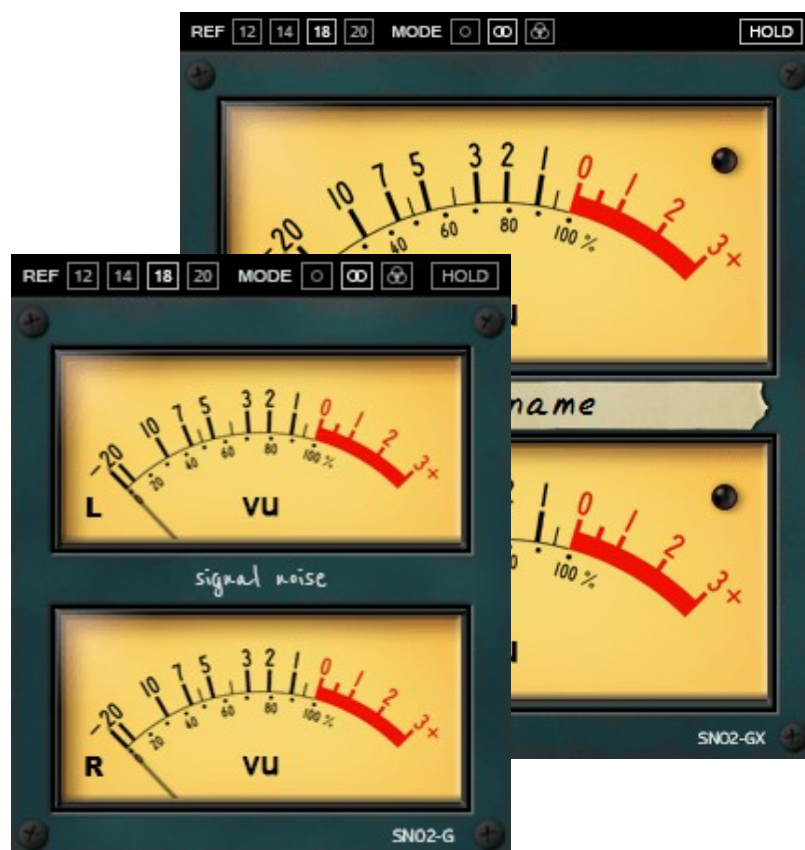 REF 12 14 18 20 MODE HOLD
20 10 7 5 3 2 1 0 1 2 3+
40 60 80 100 %
name
1 0 1 2 3+
100 %
SN02-GX
REF 12 14 18 20 MODE HOLD
-20 10 7 5 3 2 1 0 1 2 3+
0 20 40 60 80 100 %
L VU
signal noise
-20 10 7 5 3 2 1 0 1 2 3+
0 20 40 60 80 100 %
R VU
SN02-G